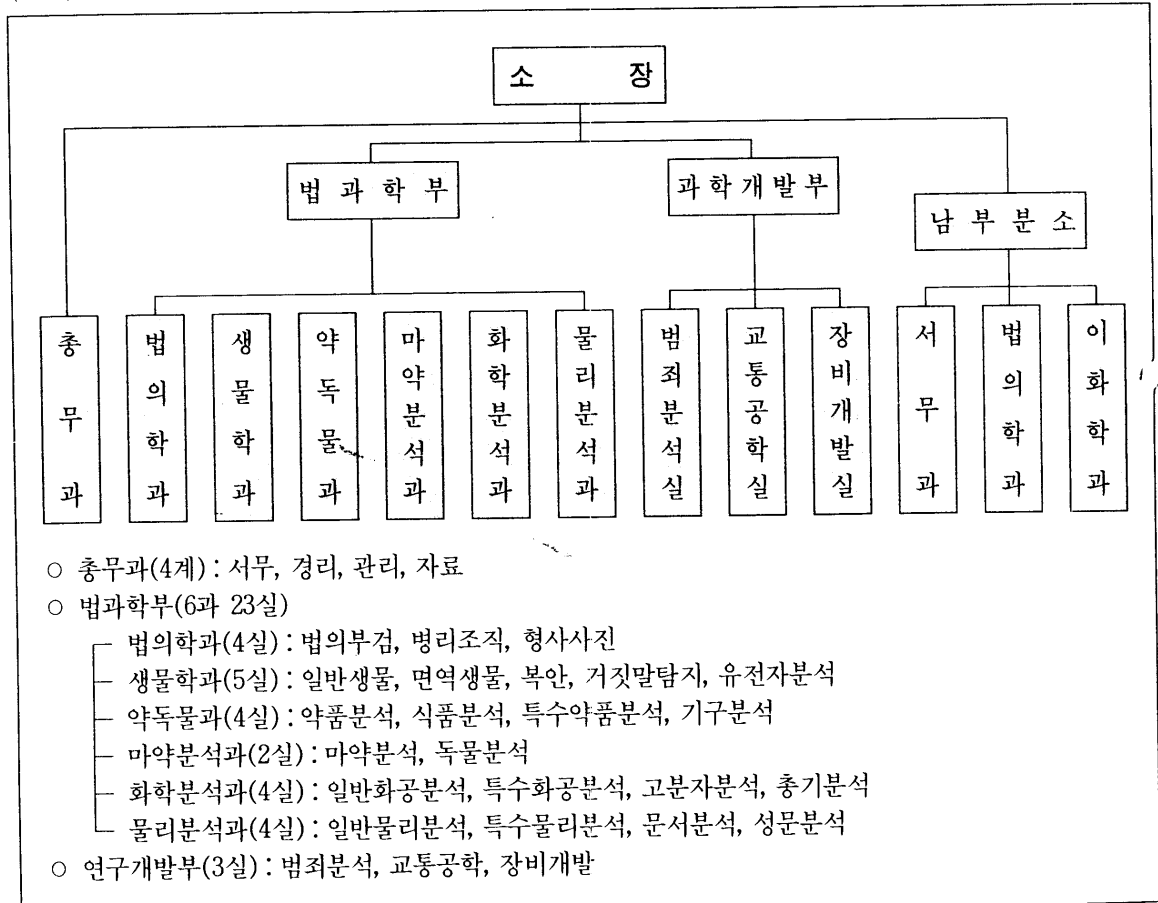 소 장
법 과 학 부
과 학 개 발 부
남 부 분 소
총 무 과
법 의 학 과
생 물 학 과
약 독 물 과
마 약 분 석 과
화 학 분 석 과
물 리 분 석 과
범 죄 분 석 실
교 통 공 학 실
장 비 개 발 실
서 무 과
법 의 학 과
이 화 학 과
○ 총무과(4계) : 서무, 경리, 관리, 자료
○ 법과학부(6과 23실)
법의학과(4실) : 법의부검, 병리조직, 형사사진
생물학과(5실) : 일반생물, 면역생물, 복안, 거짓말탐지, 유전자분석
약독물과(4실) : 약품분석, 식품분석, 특수약품분석, 기구분석
마약분석과(2실) : 마약분석, 독물분석
화학분석과(4실) : 일반화공분석, 특수화공분석, 고분자분석, 총기분석
물리분석과(4실) : 일반물리분석, 특수물리분석, 문서분석, 성문분석
○ 연구개발부(3실) : 범죄분석, 교통공학, 장비개발